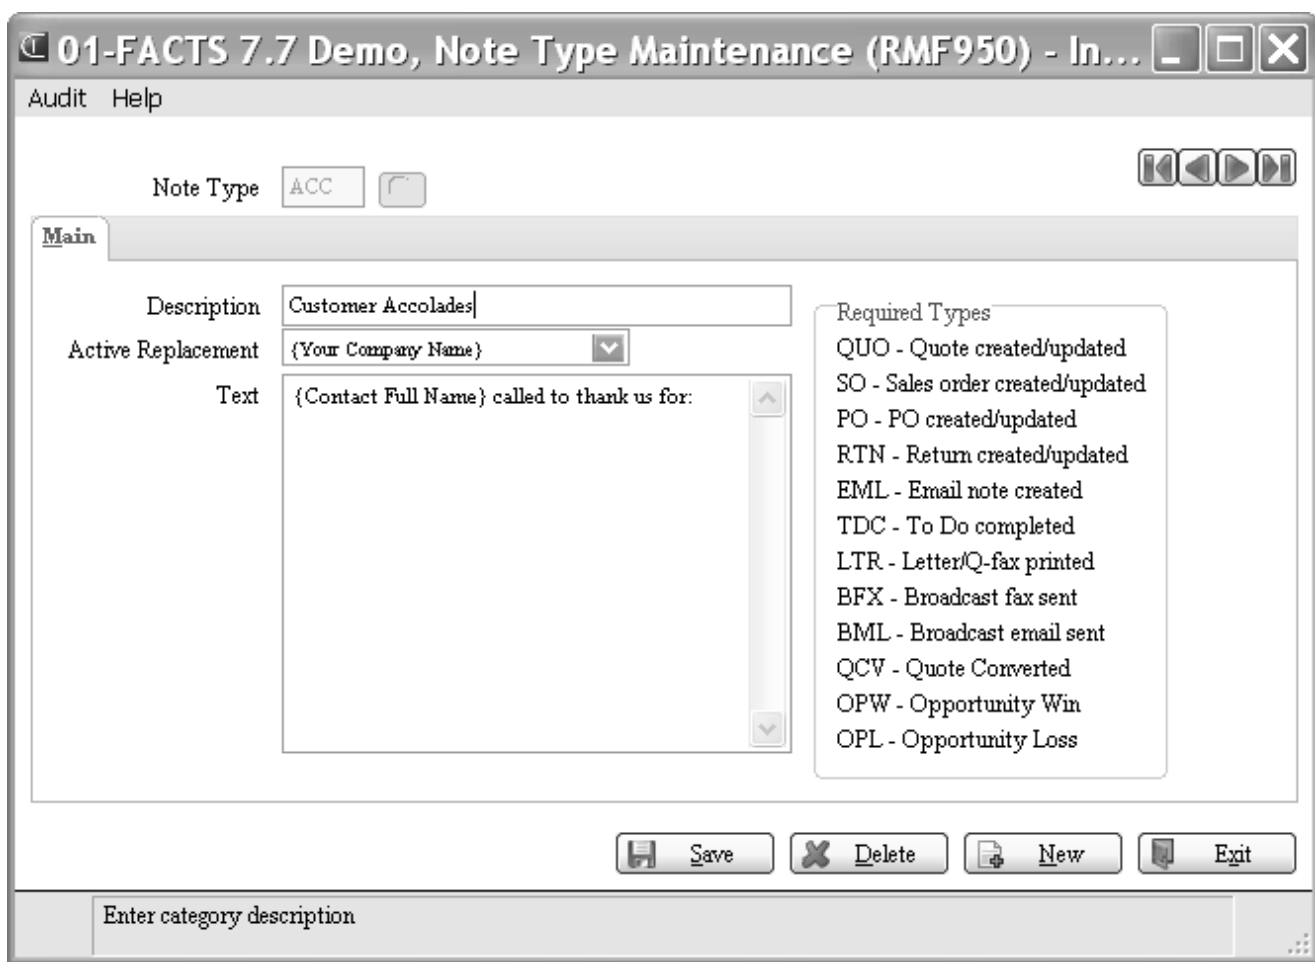 01-FACTS 7.7 Demo, Note Type Maintenance (RMF950) - In...
Audit Help
Note Type ACC
Main
Description Customer Accolades
Active Replacement {Your Company Name}
Text {Contact Full Name} called to thank us for:
Required Types
QUO - Quote created/updated
SO - Sales order created/updated
PO - PO created/updated
RTN - Return created/updated
EML - Email note created
TDC - To Do completed
LTR - Letter/Q-fax printed
BFX - Broadcast fax sent
BML - Broadcast email sent
QCV - Quote Converted
OPW - Opportunity Win
OPL - Opportunity Loss
Save Delete New Exit
Enter category description